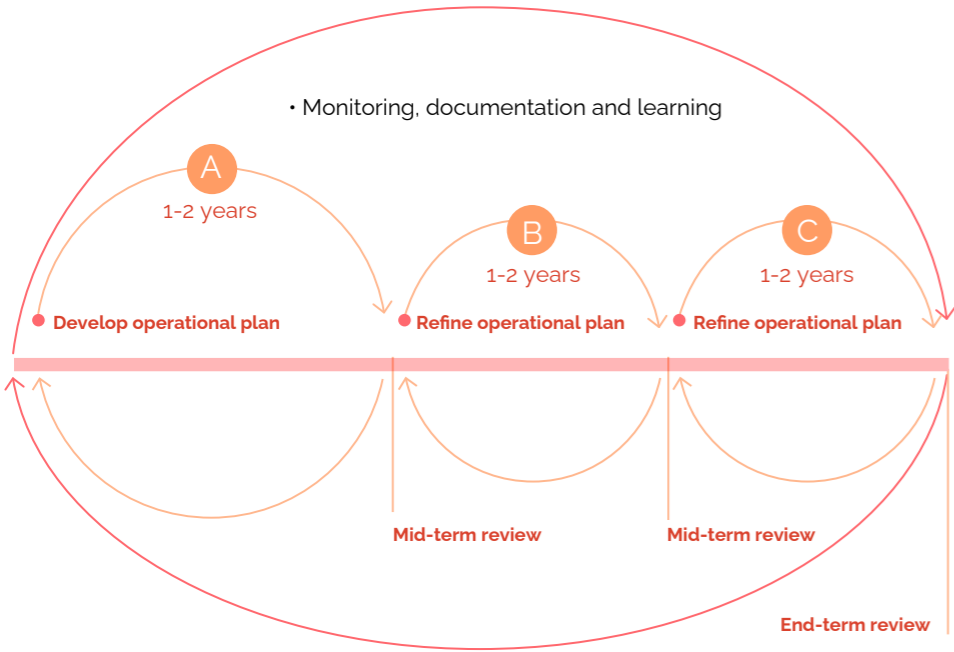 • Monitoring, documentation and learning
A
1-2 years
B
1-2 years
C
1-2 years
Develop operational plan
Refine operational plan
Refine operational plan
Mid-term review
Mid-term review
End-term review